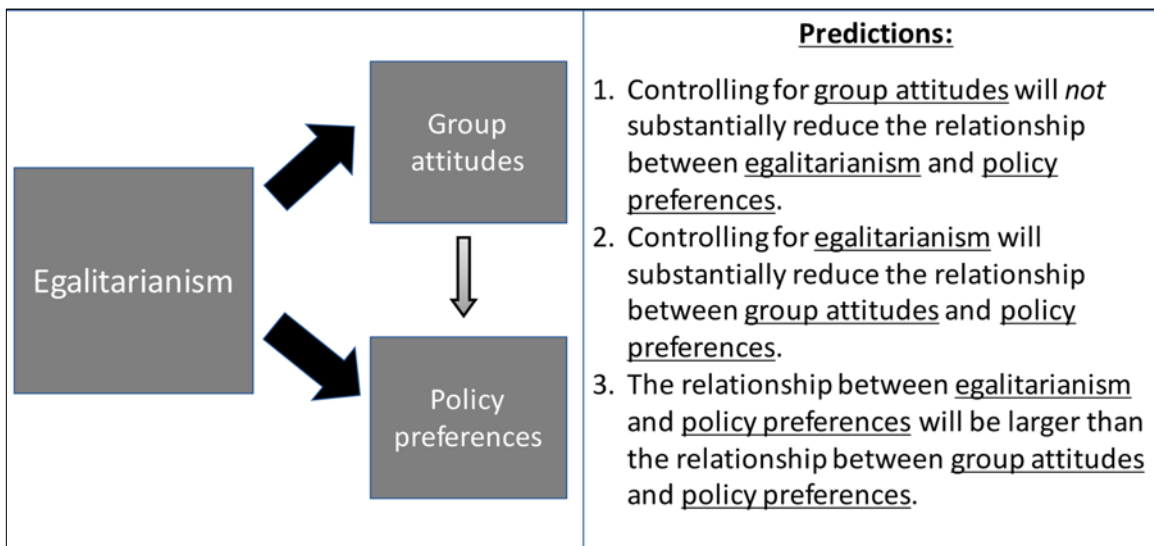 Group
attitudes
Egalitarianism
Policy
preferences
Predictions:
1. Controlling for group attitudes will not
substantially reduce the relationship
between egalitarianism and policy
preferences.
2. Controlling for egalitarianism will
substantially reduce the relationship
between group attitudes and policy
preferences.
3. The relationship between egalitarianism
and policy preferences will be larger than
the relationship between group attitudes
and policy preferences.